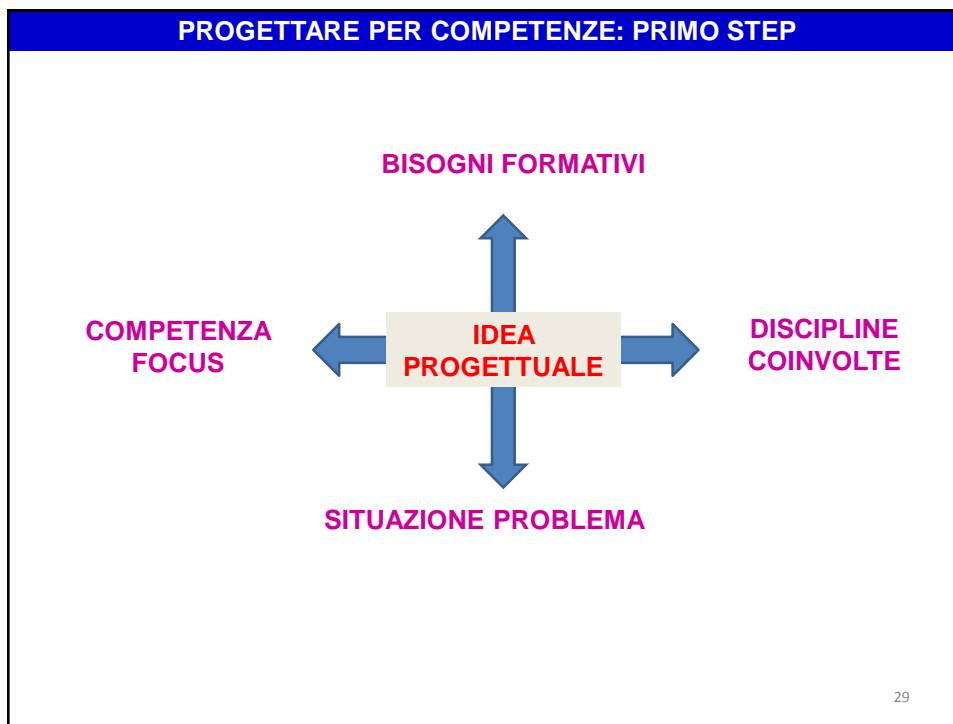 PROGETTARE PER COMPETENZE: PRIMO STEP
BISOGNI FORMATIVI
COMPETENZA
FOCUS
IDEA
PROGETTUALE
DISCIPLINE
COINVOLTE
SITUAZIONE PROBLEMA
29